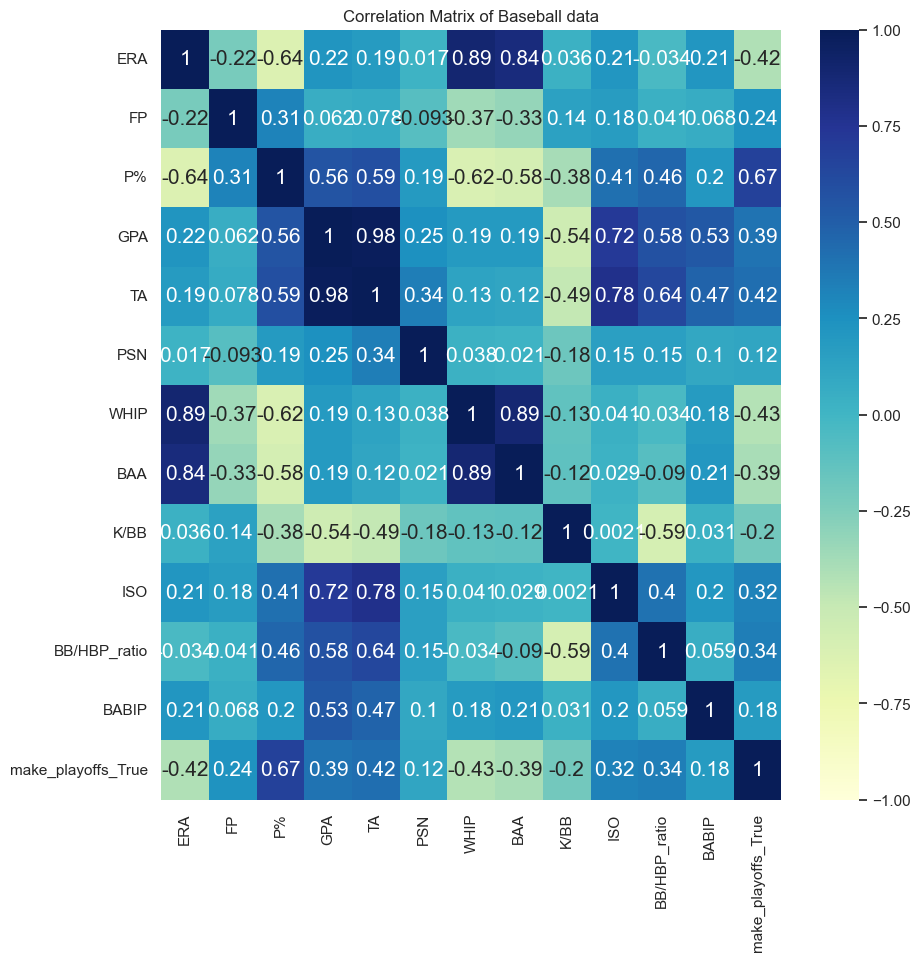 Correlation Matrix of Baseball data
ERA 1 -0.22 -0.64 0.22 0.19 0.017 0.89 0.84 0.036 0.21 -0.034 0.21 -0.42
FP -0.22 1 0.31 0.062 0.078 -0.093 -0.37 -0.33 0.14 0.18 0.041 0.068 0.24
P% -0.64 0.31 1 0.56 0.59 0.19 -0.62 -0.58 -0.38 0.41 0.46 0.2 0.67
GPA 0.22 0.062 0.56 1 0.98 0.25 0.19 0.19 -0.54 0.72 0.58 0.53 0.39
TA 0.19 0.078 0.59 0.98 1 0.34 0.13 0.12 -0.49 0.78 0.64 0.47 0.42
PSN 0.017 -0.093 0.19 0.25 0.34 1 0.038 0.021 -0.18 0.15 0.15 0.1 0.12
WHIP 0.89 -0.37 -0.62 0.19 0.13 0.038 1 0.89 -0.13 0.041 -0.034 0.18 -0.43
BAA 0.84 -0.33 -0.58 0.19 0.12 0.021 0.89 1 -0.12 0.029 -0.09 0.21 -0.39
K/BB 0.036 0.14 -0.38 -0.54 -0.49 -0.18 -0.13 -0.12 1 0.0021 -0.59 0.031 -0.2
ISO 0.21 0.18 0.41 0.72 0.78 0.15 0.041 0.029 0.0021 1 0.4 0.2 0.32
BB/HBP_ratio -0.034 0.041 0.46 0.58 0.64 0.15 -0.034 -0.09 -0.59 0.4 1 0.059 0.34
BABIP 0.21 0.068 0.2 0.53 0.47 0.1 0.18 0.21 0.031 0.2 0.059 1 0.18
make_playoffs_True -0.42 0.24 0.67 0.39 0.42 0.12 -0.43 -0.39 -0.2 0.32 0.34 0.18 1
ERA FP P% GPA TA PSN WHIP BAA K/BB ISO BB/HBP_ratio BABIP make_playoffs_True
1.00
0.75
0.50
0.25
0.00
−0.25
−0.50
−0.75
−1.00